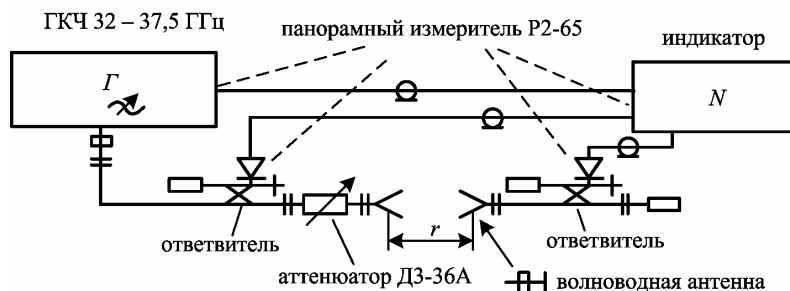 ГКЧ 32 – 37,5 ГГц
панорамный измеритель Р2-65
индикатор
Г
N
ответвитель
r
ответвитель
аттенюатор Д3-36А
волноводная антенна